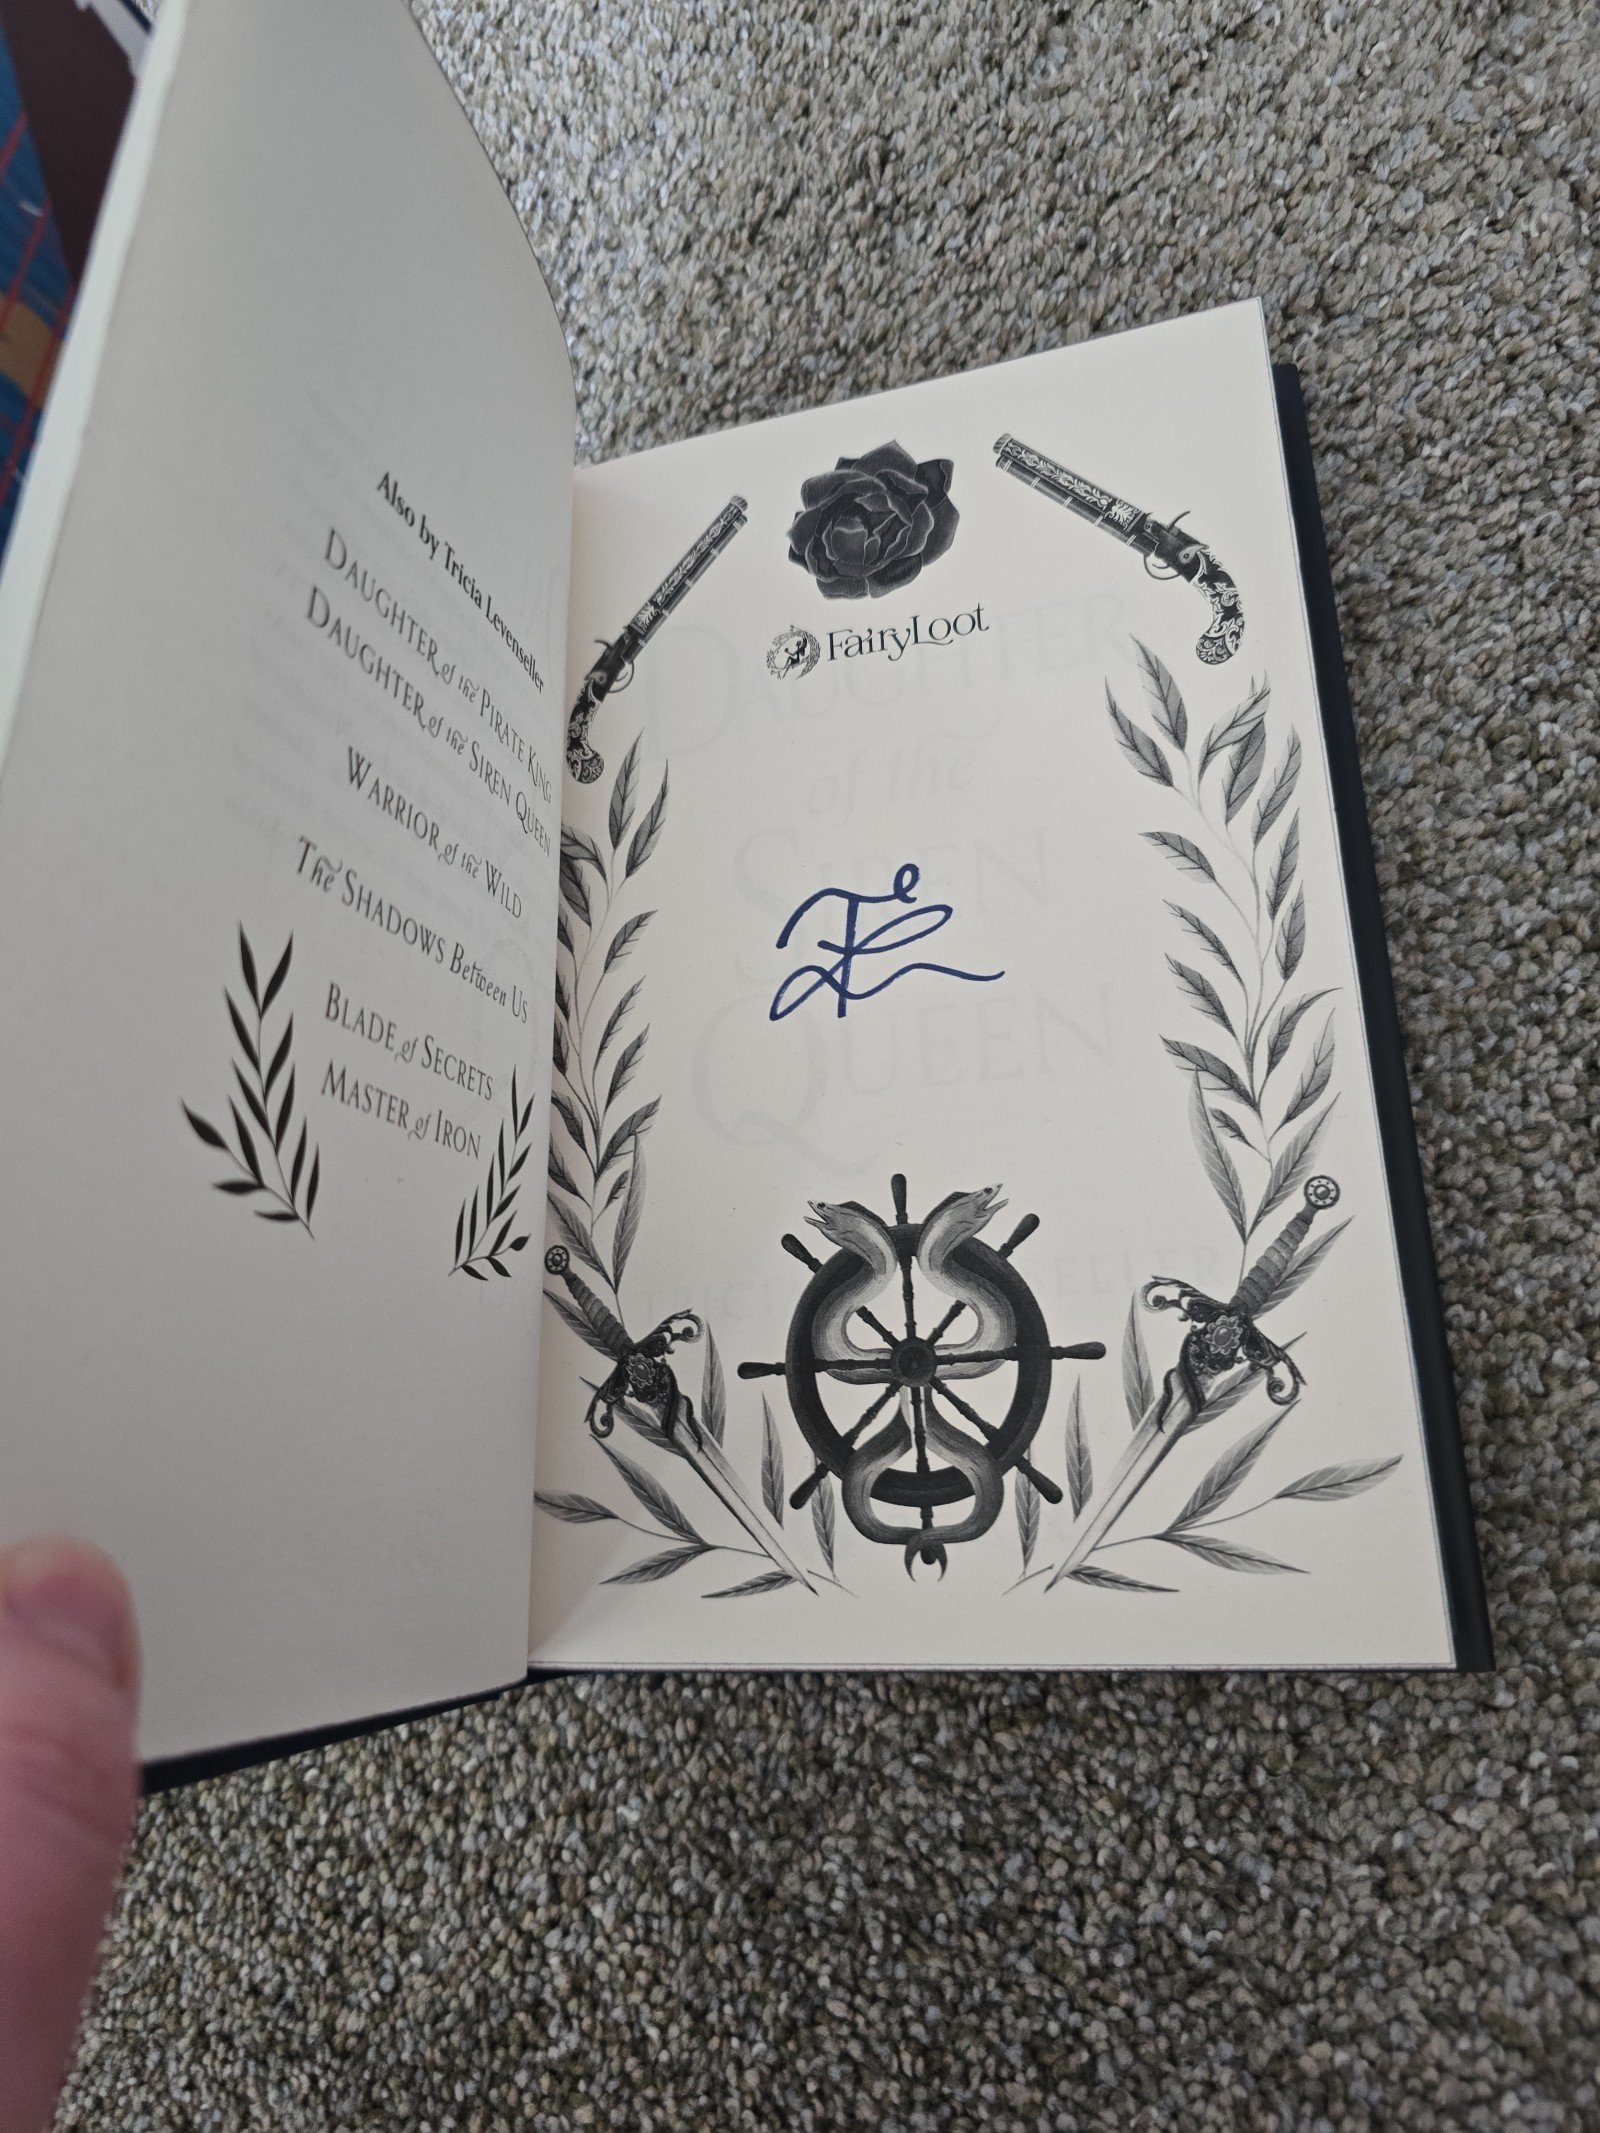 Also by Tricia Levenseller
DAUGHTER of the PIRATE KING
DAUGHTER of the SIREN QUEEN
WARRIOR of the WILD
The SHADOWS Between US
BLADE of SECRETS
MASTER of IRON
FairyLoot
DAUGHTER
of the
SIREN
QUEEN